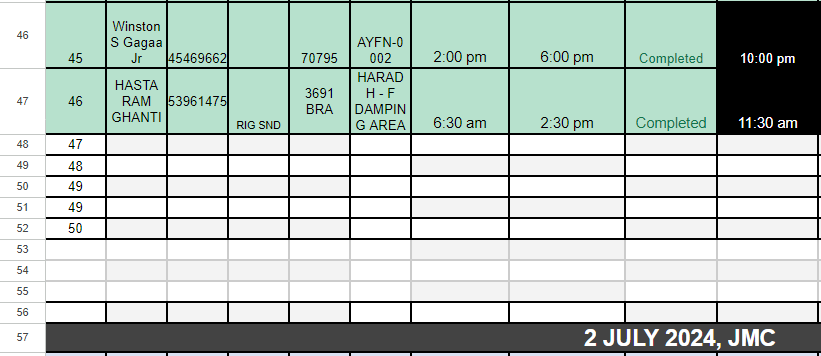 46
45
Winston
S Gagaa
Jr
45469662
70795
AYFN-0
002
2:00 pm
6:00 pm
Completed
10:00 pm
47
46
HASTA
RAM
GHANTI
53961475
RIG SND
3691
BRA
HARAD
H - F
DAMPIN
G AREA
6:30 am
2:30 pm
Completed
11:30 am
48
47
49
48
50
49
51
49
52
50
53
54
55
56
57
2 JULY 2024, JMC